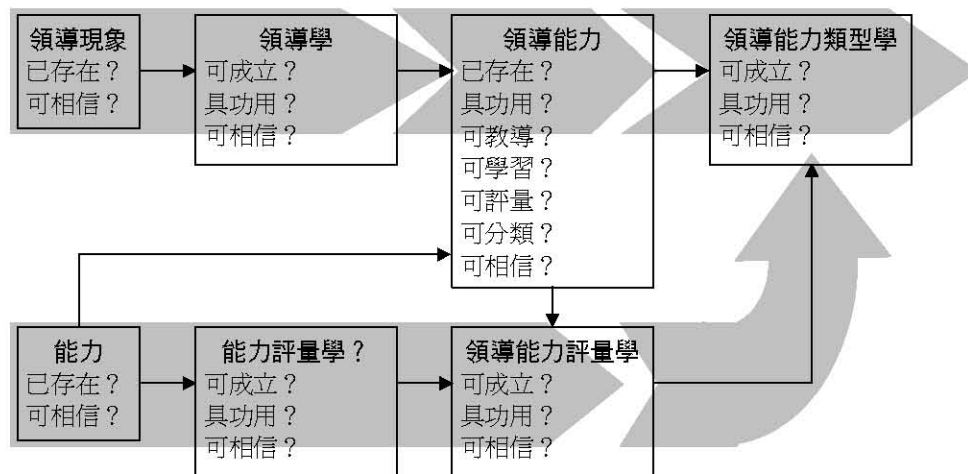 領導現象
已存在？
可相信？
領導學
可成立？
具功用？
可相信？
領導能力
已存在？
具功用？
可教導？
可學習？
可評量？
可分類？
可相信？
領導能力類型學
可成立？
具功用？
可相信？
能力
已存在？
可相信？
能力評量學？
可成立？
具功用？
可相信？
領導能力評量學
可成立？
具功用？
可相信？